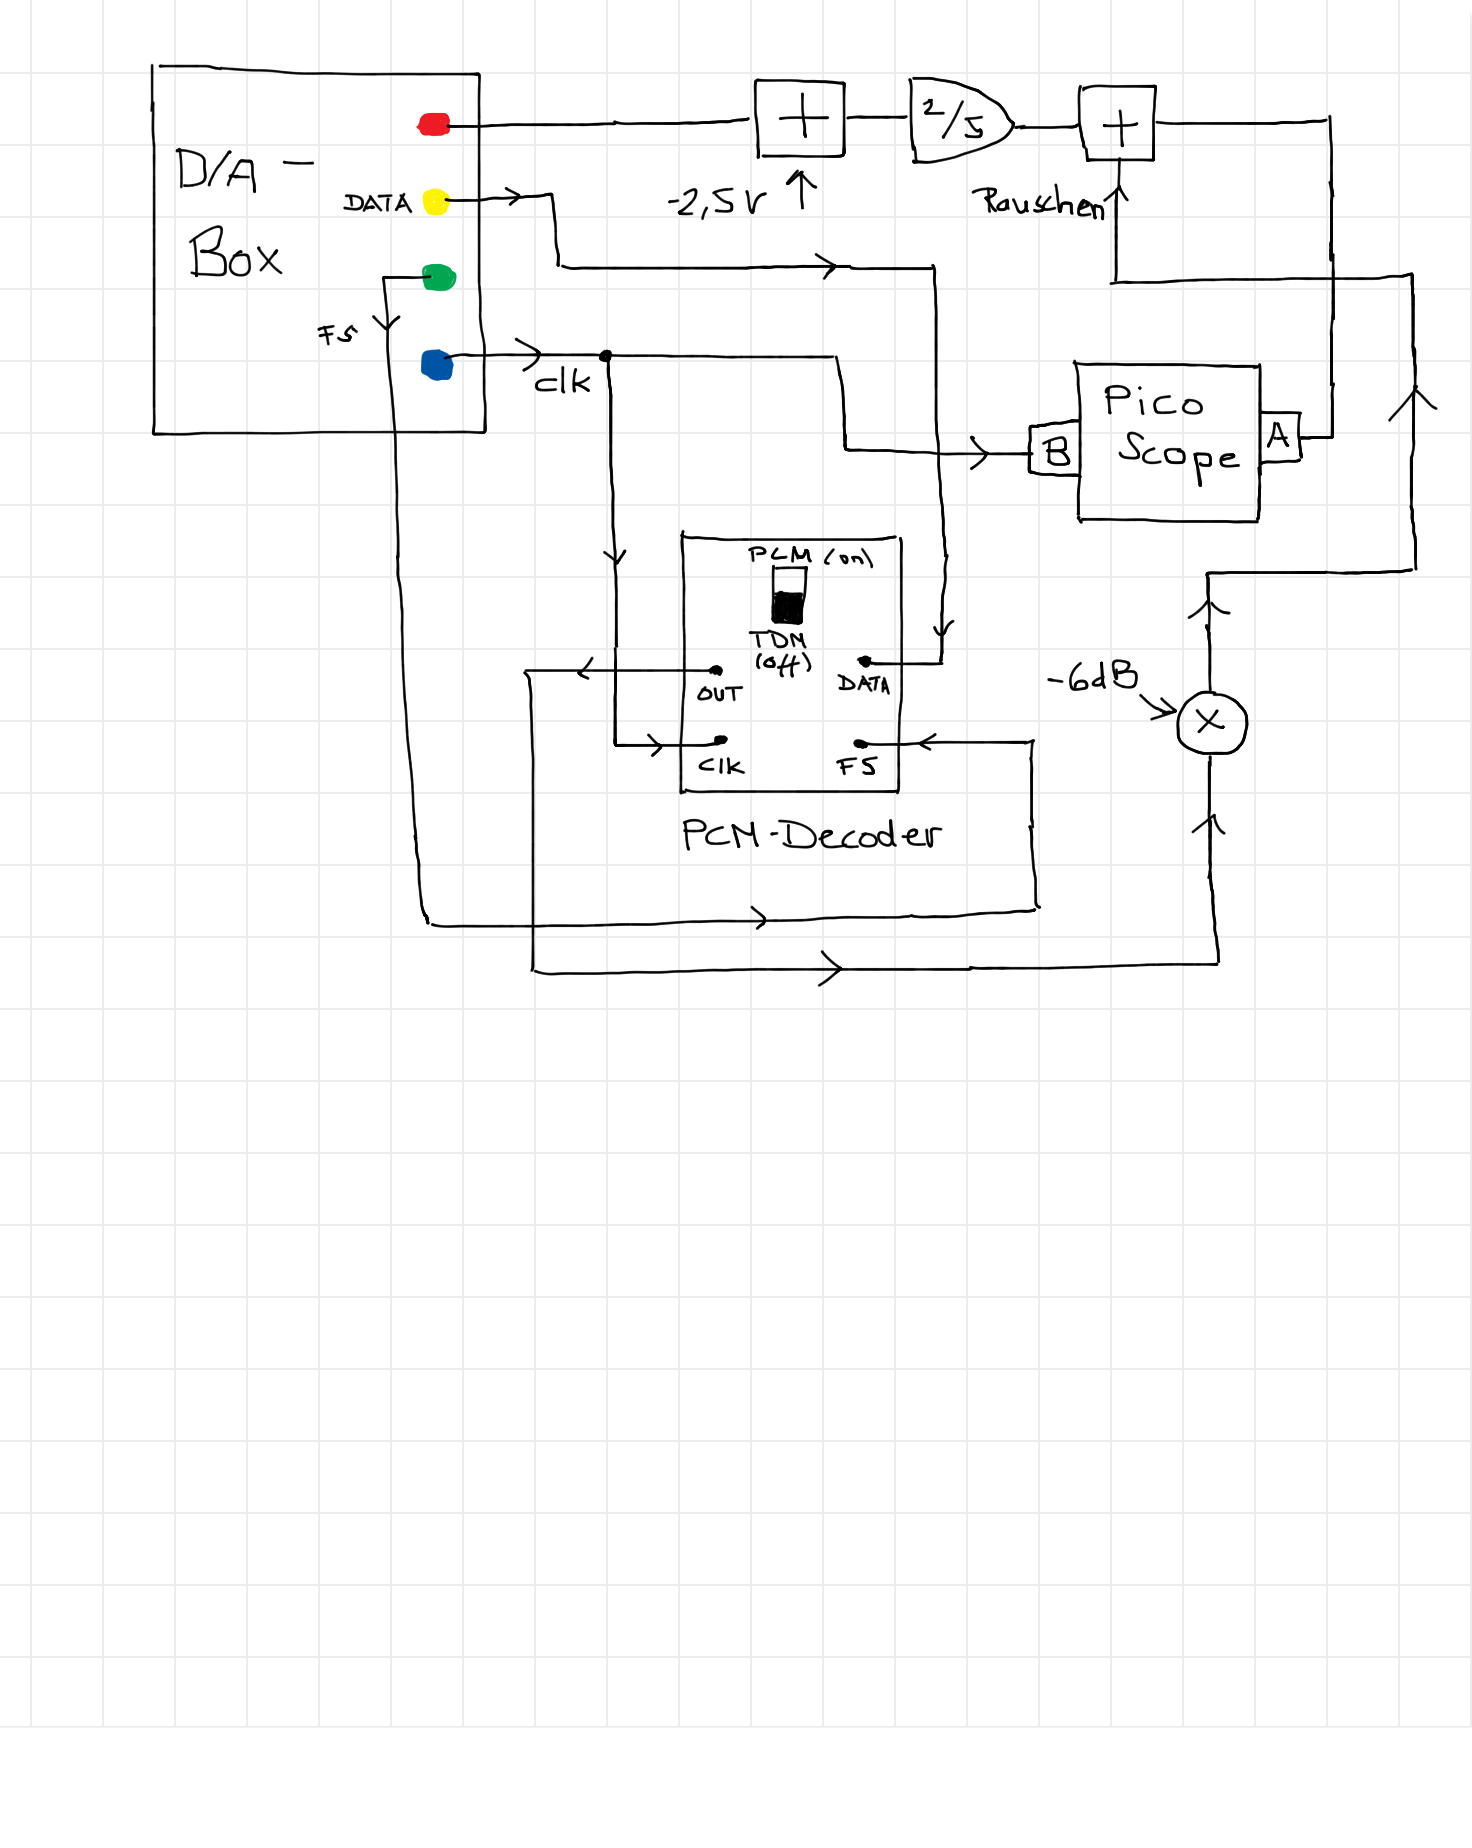 D/A -
Box
DATA
FS
clk
+
-2,5V
2/5
+
Rauschen
Pico
Scope
B
A
PCM (on)
TDM
(off)
OUT
DATA
clk
FS
PCM-Decoder
-6dB
X